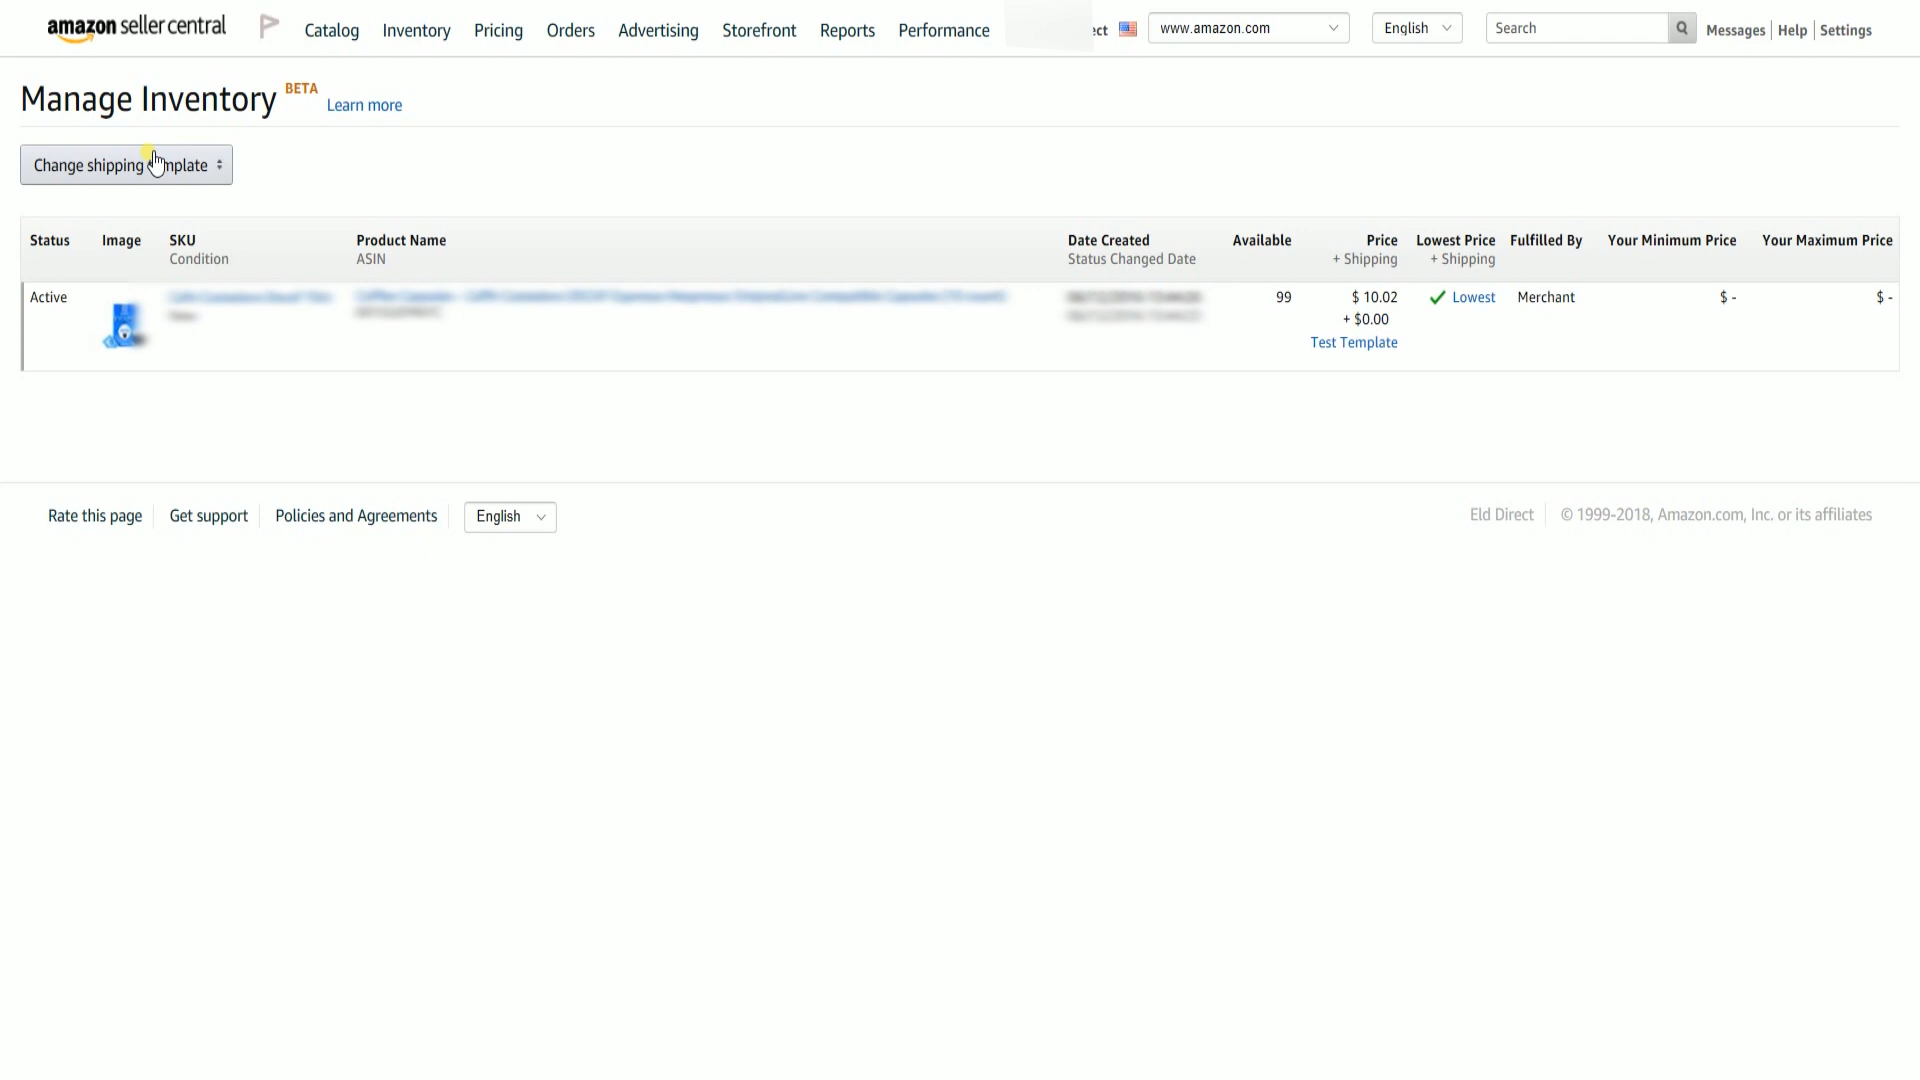 amazon seller central Catalog Inventory Pricing Orders Advertising Storefront Reports Performance ect www.amazon.com English Search Messages Help Settings
Manage Inventory BETA Learn more
Change shipping
Status Image SKU Product Name Date Created Available Price Lowest Price Fulfilled By Your Minimum Price Your Maximum Price
Condition ASIN Status Changed Date + Shipping + Shipping
Active 99 $ 10.02 Lowest Merchant $ - $ -
+ $0.00
Test Template
Rate this page Get support Policies and Agreements English Eld Direct © 1999-2018, Amazon.com, Inc. or its affiliates